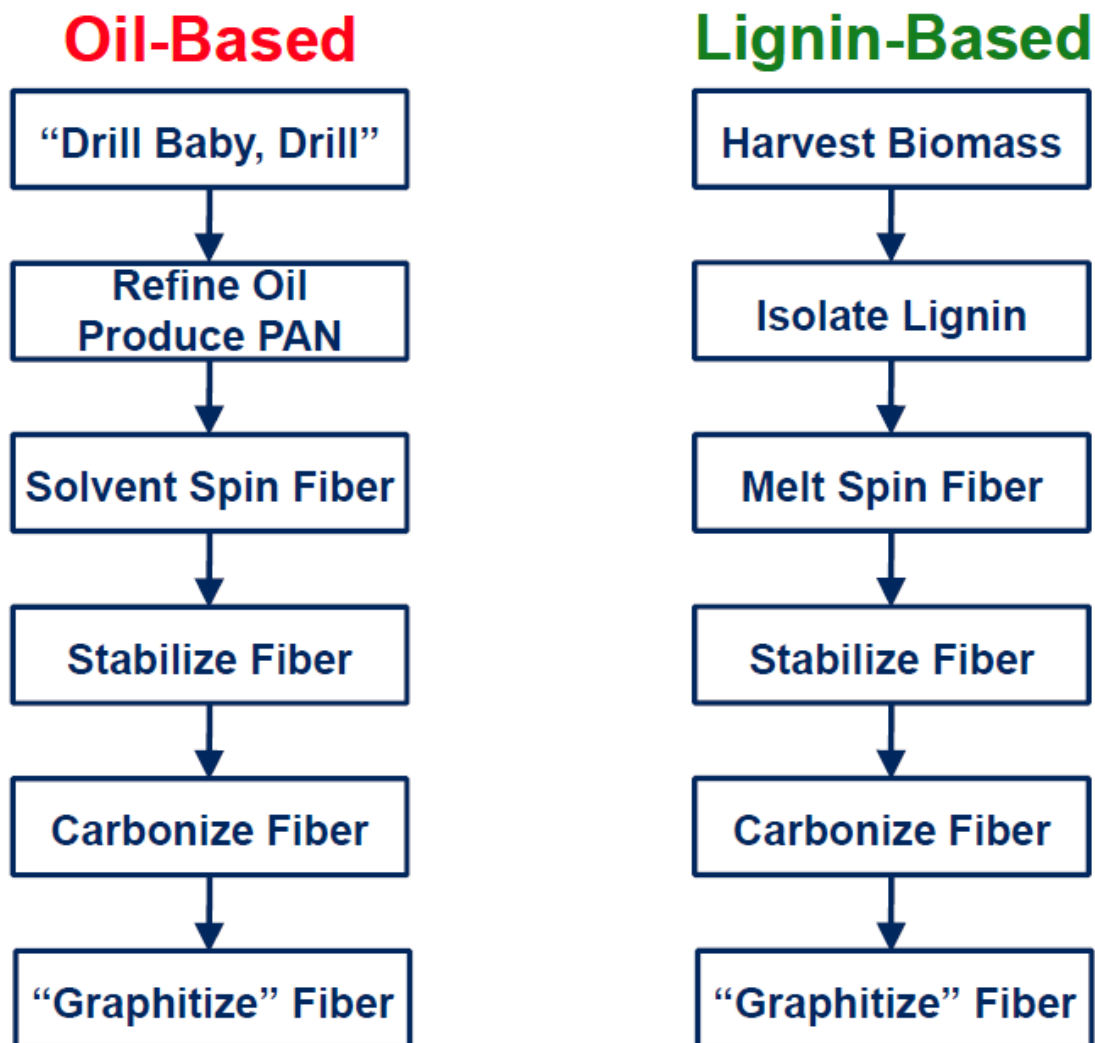 Oil-Based
“Drill Baby, Drill”
Refine Oil
Produce PAN
Solvent Spin Fiber
Stabilize Fiber
Carbonize Fiber
“Graphitize” Fiber
Lignin-Based
Harvest Biomass
Isolate Lignin
Melt Spin Fiber
Stabilize Fiber
Carbonize Fiber
“Graphitize” Fiber